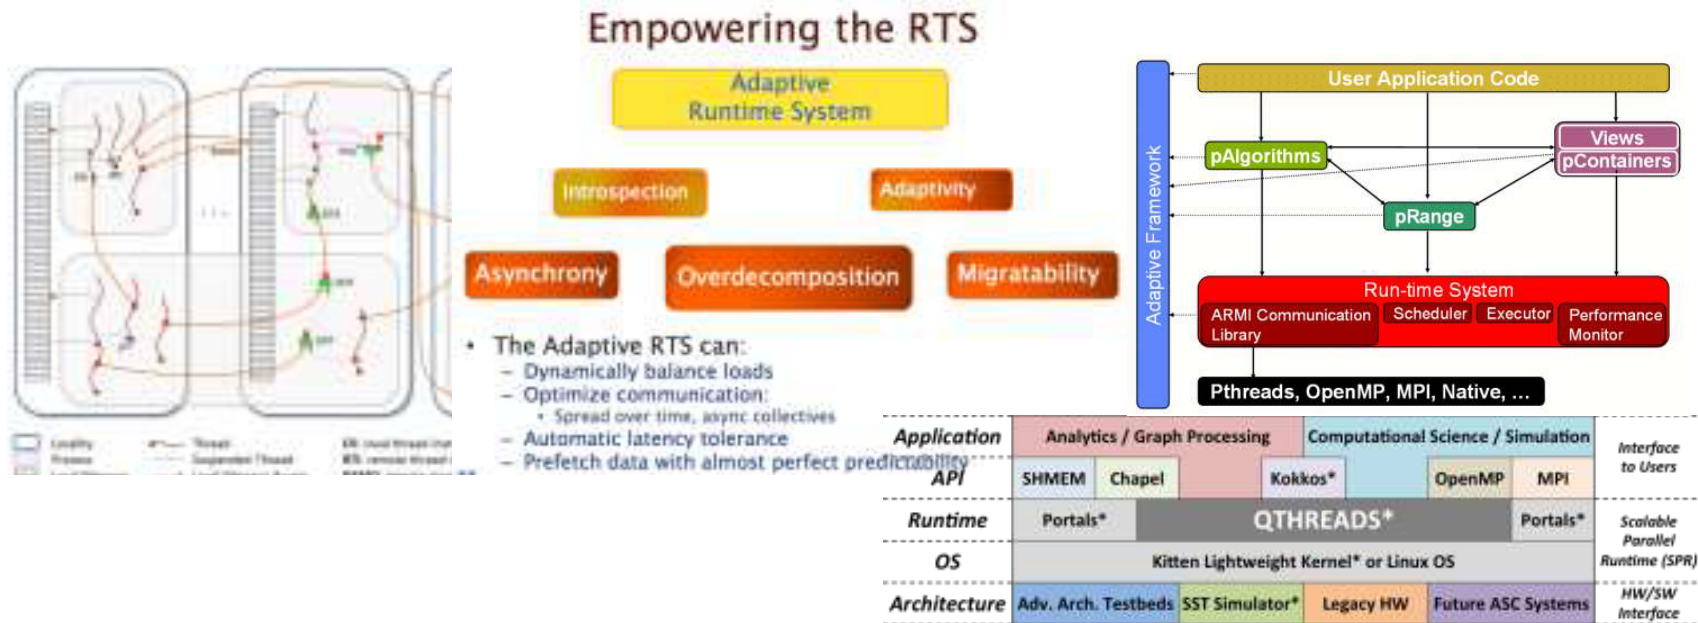 Empowering the RTS
Adaptive
Runtime System
Introspection
Adaptivity
Asynchrony
Overdecomposition
Migratability
• The Adaptive RTS can:
– Dynamically balance loads
– Optimize communication:
• Spread over time, async collectives
– Automatic latency tolerance
– Prefetch data with almost perfect predictability
Locality
Process
Thread
Suspended Thread
Adaptive Framework
User Application Code
pAlgorithms
Views
pContainers
pRange
Run-time System
ARMI Communication
Library
Scheduler
Executor
Performance
Monitor
Pthreads, OpenMP, MPI, Native, ...
Application
Analytics / Graph Processing
Computational Science / Simulation
Interface
to Users
API
SHMEM
Chapel
Kokkos*
OpenMP
MPI
Runtime
Portals*
QTHREADS*
Portals*
Scalable
Parallel
Runtime (SPR)
OS
Kitten Lightweight Kernel* or Linux OS
Architecture
Adv. Arch. Testbeds
SST Simulator*
Legacy HW
Future ASC Systems
HW/SW
Interface